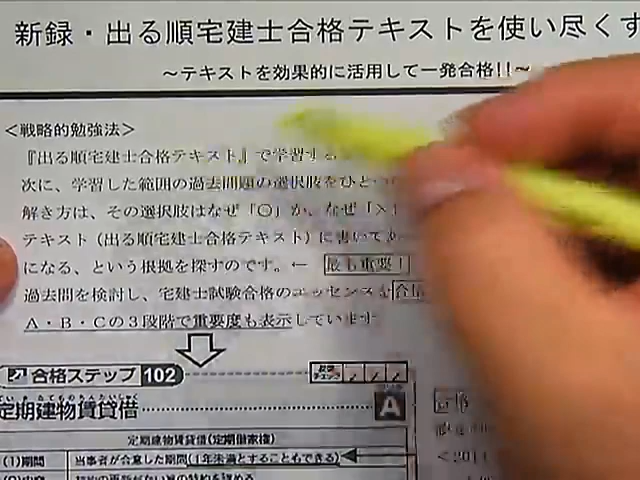 新録・出る順宅建士合格テキストを使い尽くす
～テキストを効果的に活用して一発合格!!～
＜戦略的勉強法＞
『出る順宅建士合格テキスト』で学習する
次に、学習した範囲の過去問題の選択肢をひとつ
解き方は、その選択肢はなぜ「○」か、なぜ「×」
テキスト（出る順宅建士合格テキスト）に書いてあ
になる、という根拠を探すのです。← 最も重要！
過去問を検討し、宅建士試験合格のエッセンスを合
A・B・Cの3段階で重要度も表示しています
合格ステップ 102
定期建物賃貸借 A
定期建物賃貸借(定期借家権)
(1)期間 当事者が合意した期間(1年未満とすることもできる)